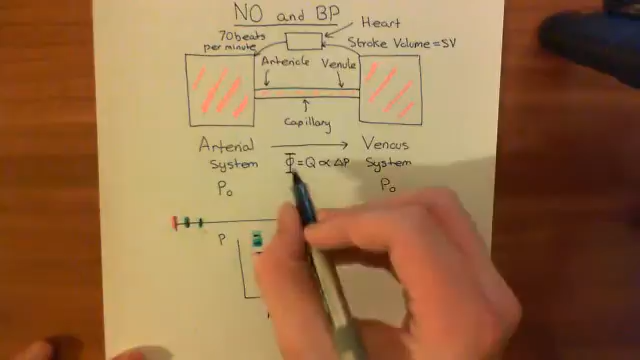 NO and BP
Heart
70 beats
per minute
Stroke Volume = SV
Arteriole
Venule
Capillary
Arterial
System
P₀
Φ = Q ∝ ΔP
Venous
System
P₀
P